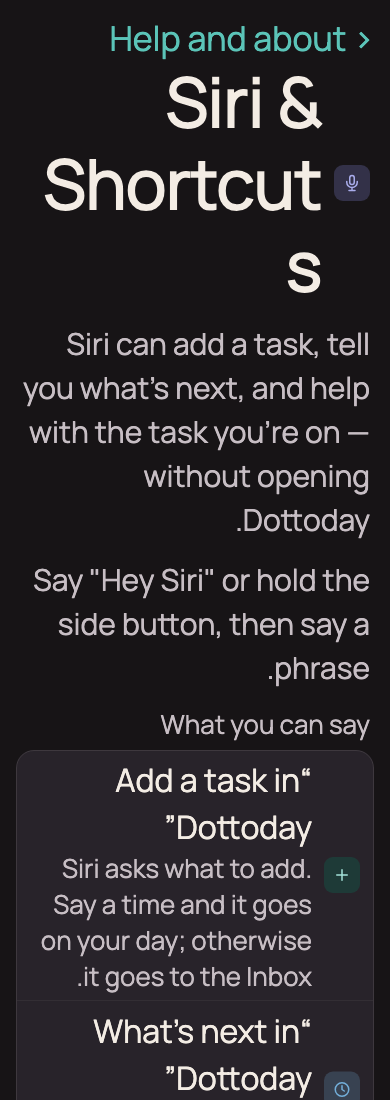 Help and about
Siri &
Shortcut
s
Siri can add a task, tell
you what's next, and help
with the task you're on —
without opening
.Dottoday
Say "Hey Siri" or hold the
side button, then say a
.phrase
What you can say
Add a task in“
”Dottoday
Siri asks what to add.
Say a time and it goes
on your day; otherwise
.it goes to the Inbox
What's next in“
”Dottoday